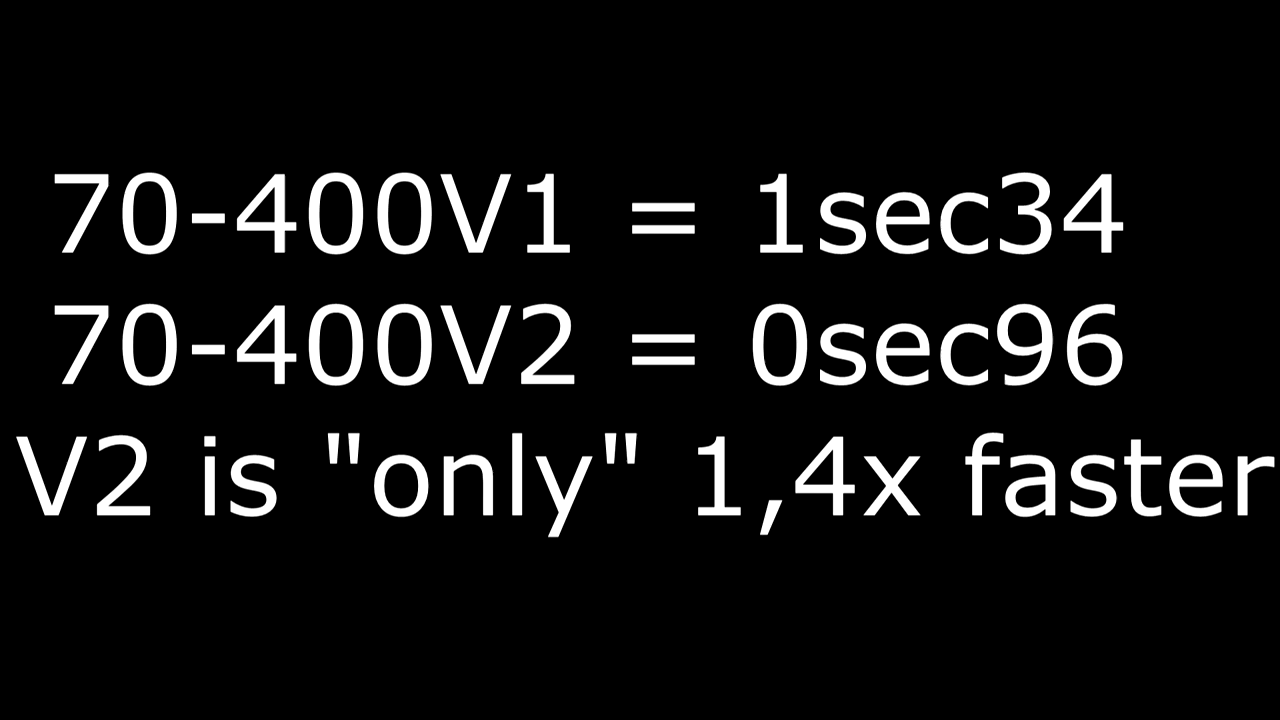 70-400V1 = 1sec34
70-400V2 = 0sec96
V2 is "only" 1,4x faster